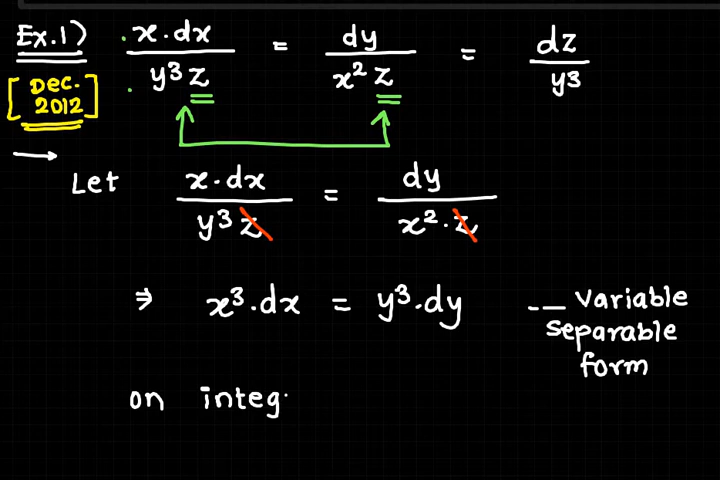 Ex.1) x·dx / y³z = dy / x²z = dz / y³
[Dec. 2012]
→ Let x·dx / y³z = dy / x²·z
⇒ x³·dx = y³·dy -- variable separable form
on integ